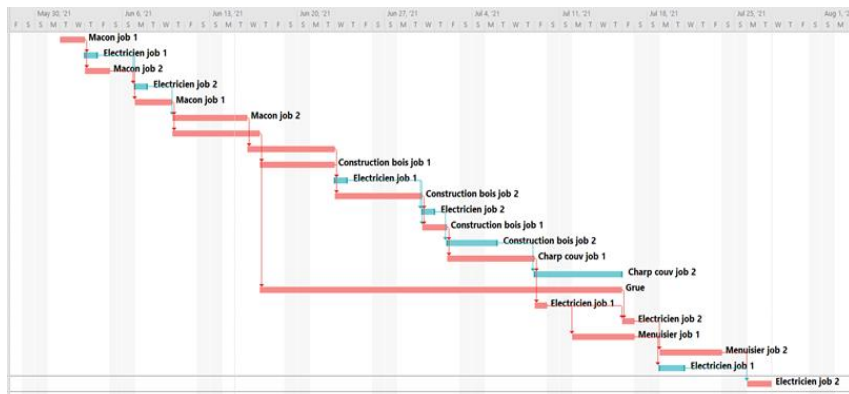 May 30, '21 Jun 6, '21 Jun 13, '21 Jun 20, '21 Jun 27, '21 Jul 4, '21 Jul 11, '21 Jul 18, '21 Jul 25, '21 Aug 1, '2
F S S M T W T F S S M T W T F S S M T W T F S S M T W T F S S M T W T F S S M T W T F S S M T W T F S S M T W T F S S M T W T F S S M
Macon job 1
Electricien job 1
Macon job 2
Electricien job 2
Macon job 1
Macon job 2
Construction bois job 1
Electricien job 1
Construction bois job 2
Electricien job 2
Construction bois job 1
Construction bois job 2
Charp couv job 1
Charp couv job 2
Grue
Electricien job 1
Electricien job 2
Menuisier job 1
Menuisier job 2
Electricien job 1
Electricien job 2